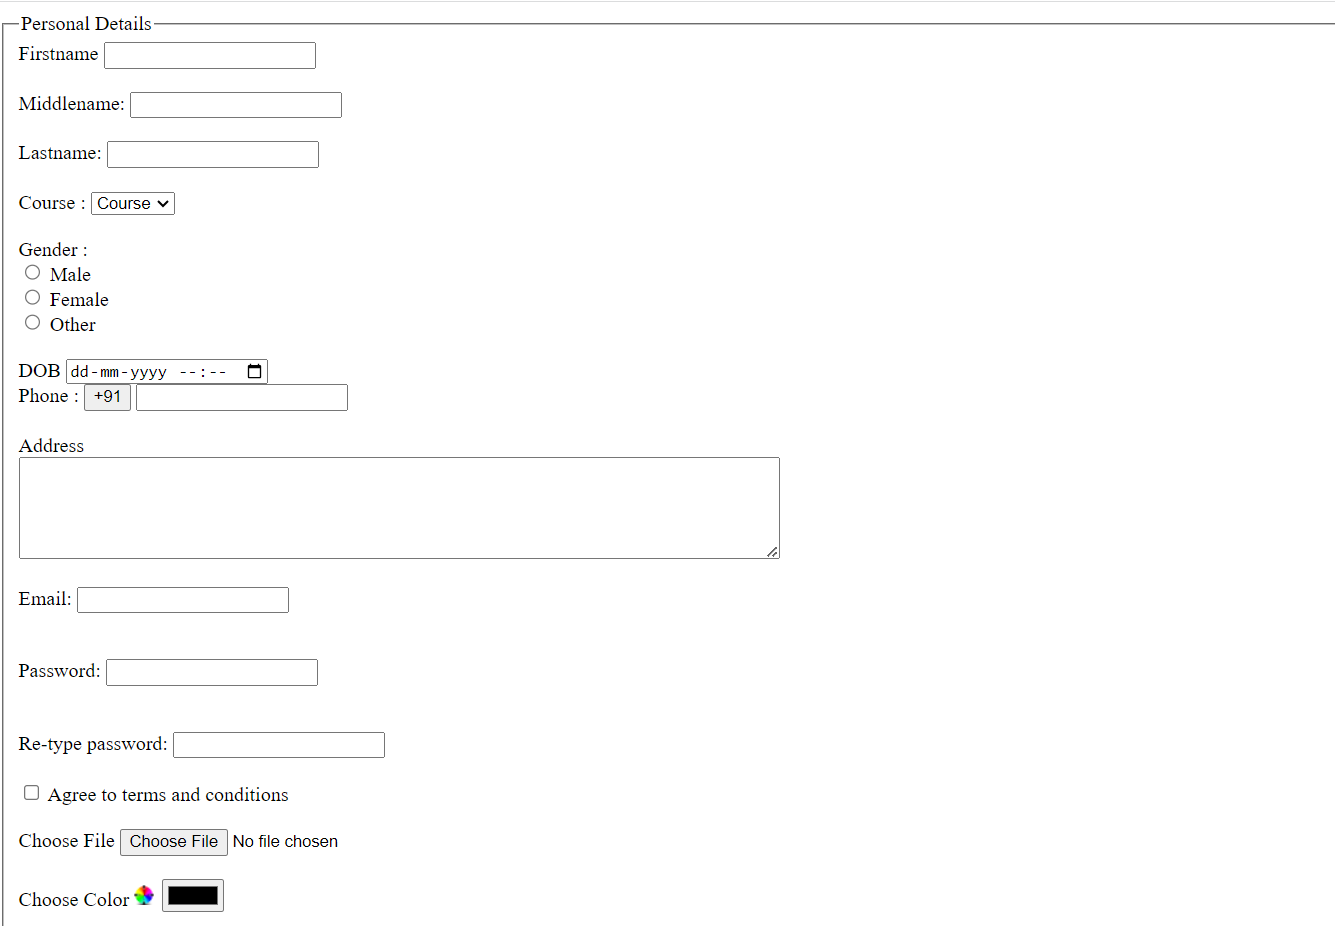 Personal Details
Firstname
Middlename:
Lastname:
Course : Course
Gender :
Male
Female
Other
DOB dd-mm-yyyy --:--
Phone : +91
Address
Email:
Password:
Re-type password:
Agree to terms and conditions
Choose File Choose File No file chosen
Choose Color